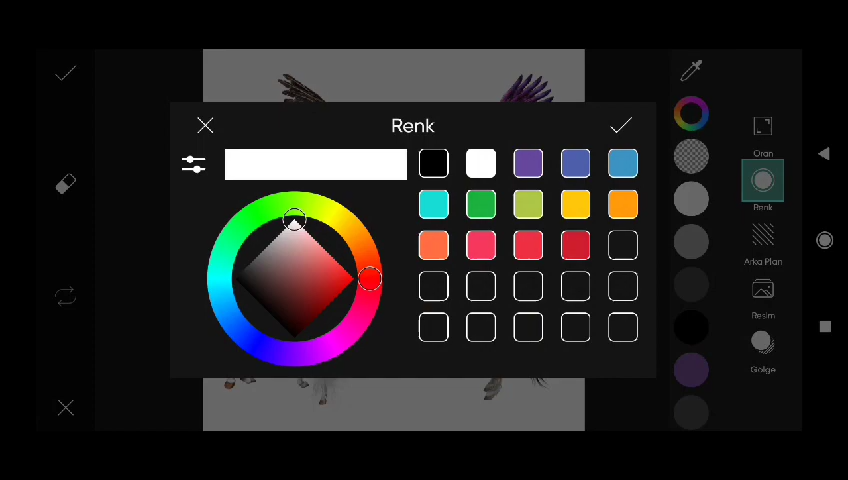 Renk
Oran
Renk
Arka Plan
Resim
Gölge